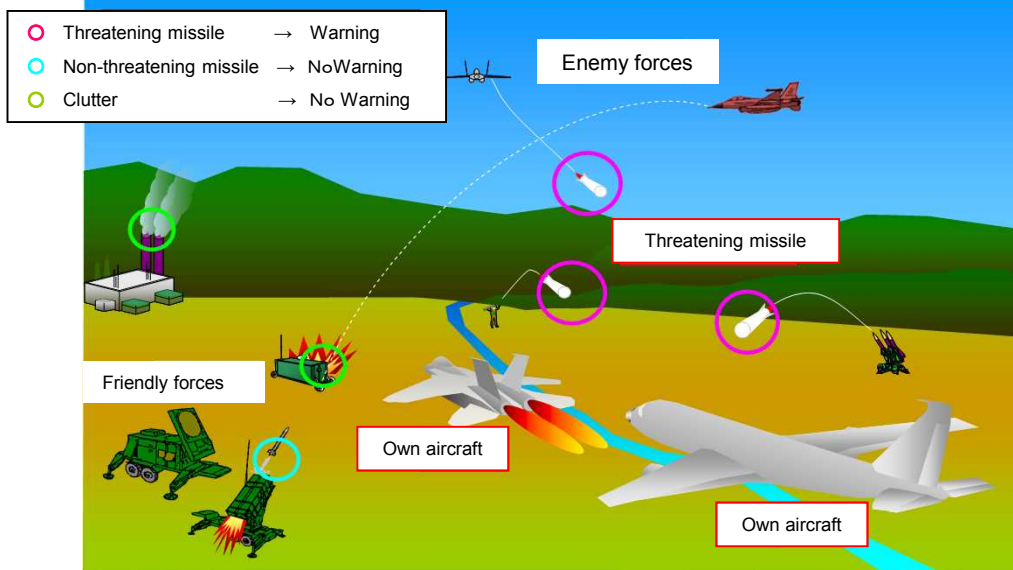 Threatening missile → Warning
Non-threatening missile → NoWarning
Clutter → No Warning
Enemy forces
Threatening missile
Friendly forces
Own aircraft
Own aircraft